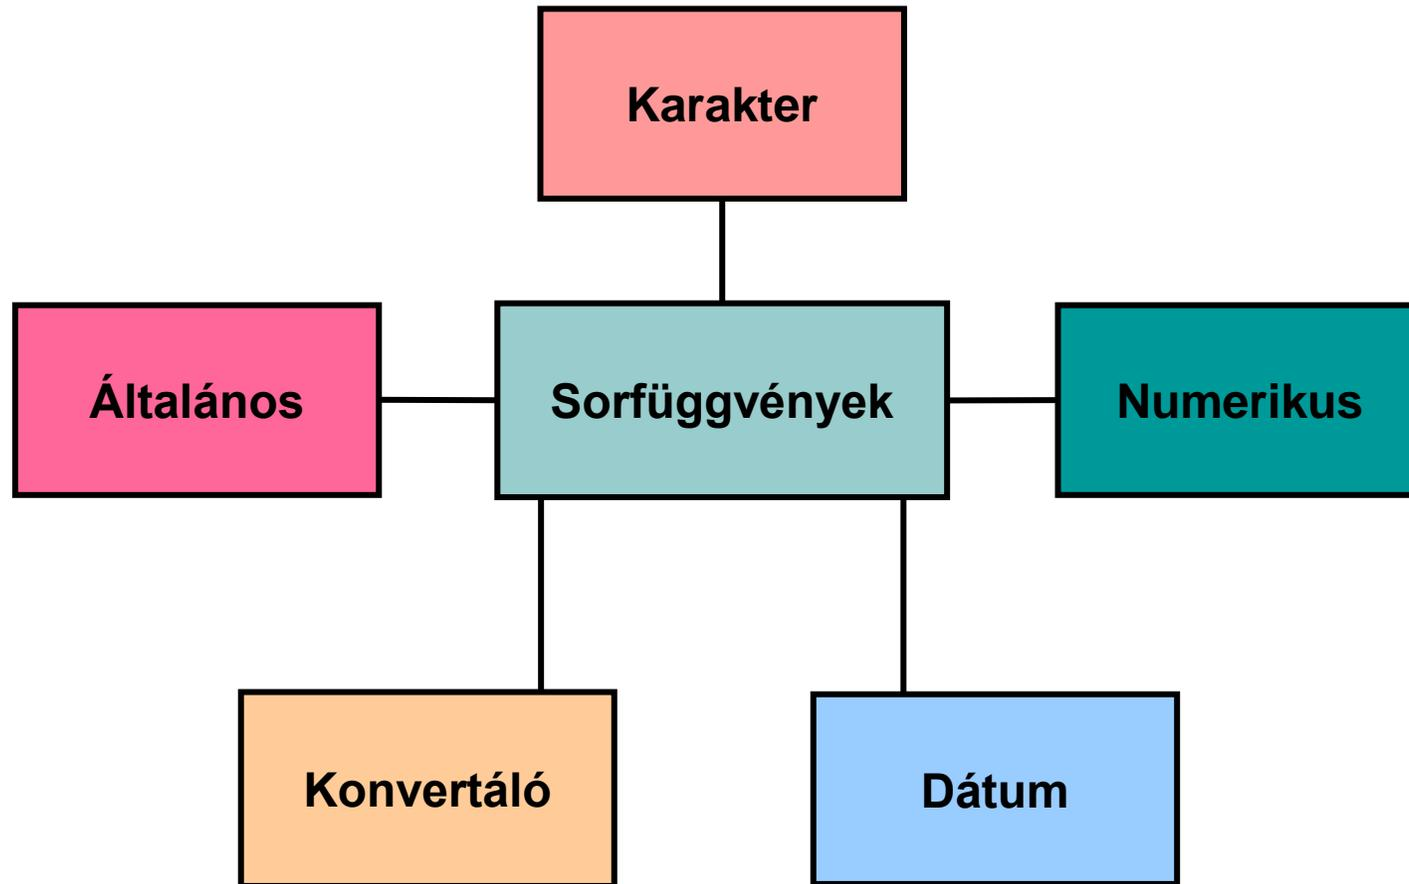 Karakter
Általános
Sorfüggvények
Numerikus
Konvertáló
Dátum